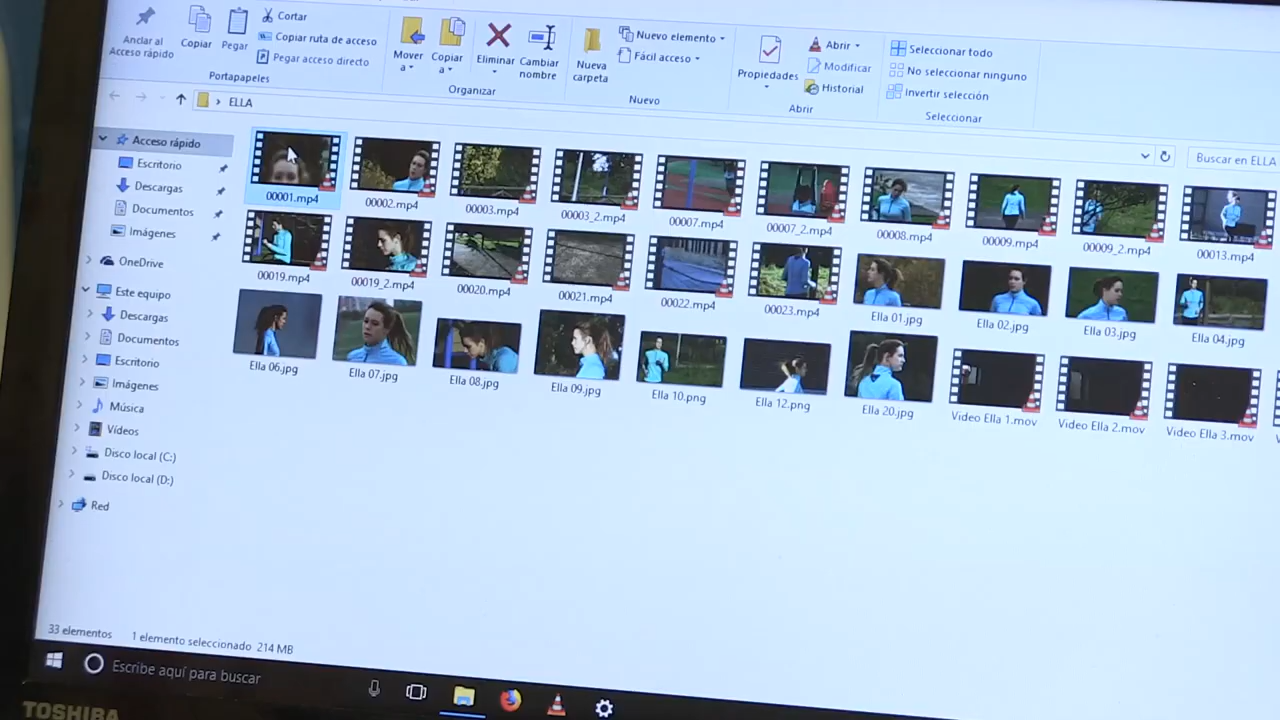 Anclar al
Acceso rápido
Copiar
Pegar
Cortar
Copiar ruta de acceso
Pegar acceso directo
Portapapeles
Mover
a
Copiar
a
Eliminar
Cambiar
nombre
Organizar
Nueva
carpeta
Nuevo elemento
Fácil acceso
Nuevo
Propiedades
Abrir
Modificar
Historial
Abrir
Seleccionar todo
No seleccionar ninguno
Invertir selección
Seleccionar
ELLA
Buscar en ELLA
Acceso rápido
Escritorio
Descargas
Documentos
Imágenes
OneDrive
Este equipo
Descargas
Documentos
Escritorio
Imágenes
Música
Vídeos
Disco local (C:)
Disco local (D:)
Red
00001.mp4
00002.mp4
00003.mp4
00003_2.mp4
00007.mp4
00007_2.mp4
00008.mp4
00009.mp4
00009_2.mp4
00013.mp4
00019.mp4
00019_2.mp4
00020.mp4
00021.mp4
00022.mp4
00023.mp4
Ella 01.jpg
Ella 02.jpg
Ella 03.jpg
Ella 04.jpg
Ella 06.jpg
Ella 07.jpg
Ella 08.jpg
Ella 09.jpg
Ella 10.png
Ella 12.png
Ella 20.jpg
Video Ella 1.mov
Video Ella 2.mov
Video Ella 3.mov
33 elementos
1 elemento seleccionado 214 MB
Escribe aquí para buscar
TOSHIBA